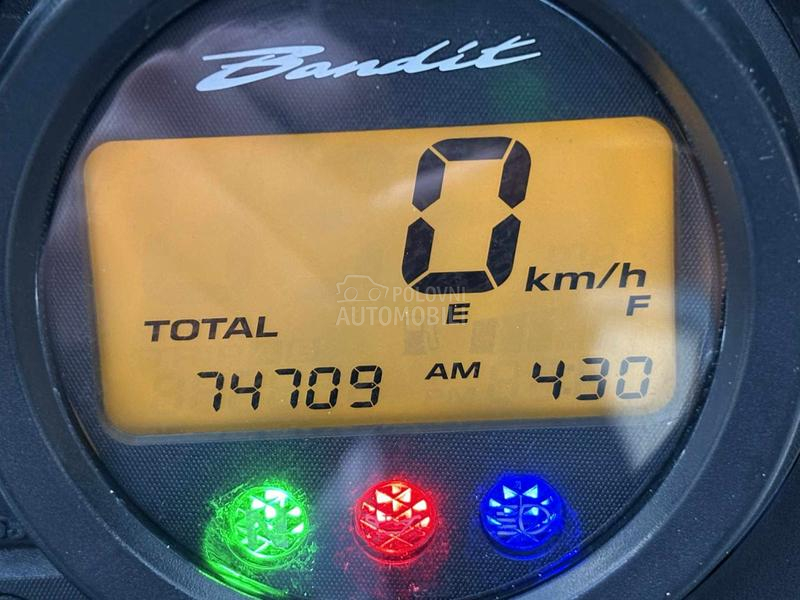 Bandit
0 km/h
POLOVNI
AUTOMOBILI
E F
TOTAL
74709 AM 430
N